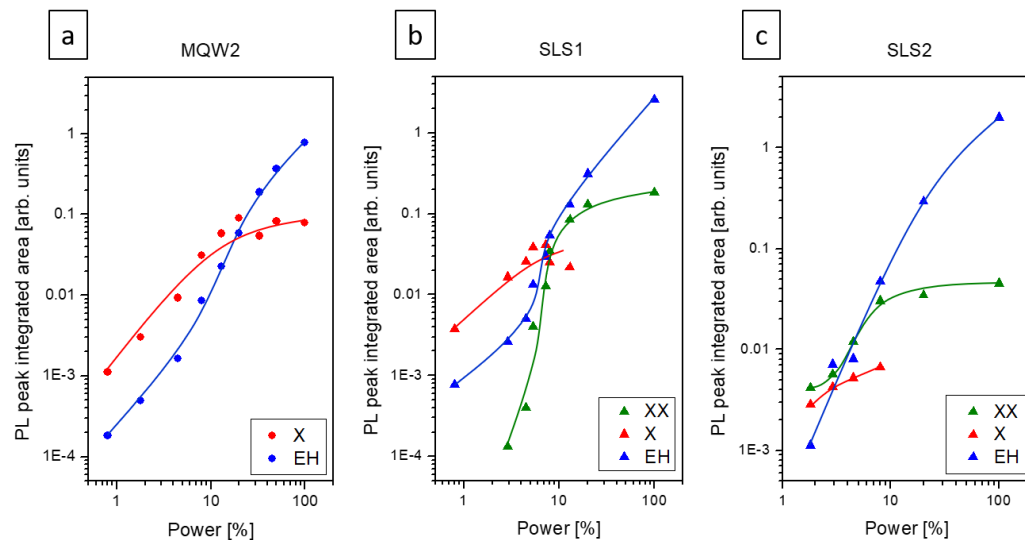 a
MQW2
PL peak integrated area [arb. units]
1
0.1
0.01
1E-3
1E-4
1
10
100
Power [%]
X
EH
b
SLS1
PL peak integrated area [arb. units]
1
0.1
0.01
1E-3
1E-4
1
10
100
Power [%]
XX
X
EH
c
SLS2
PL peak integrated area [arb. units]
1
0.1
0.01
1E-3
1
10
100
Power [%]
XX
X
EH